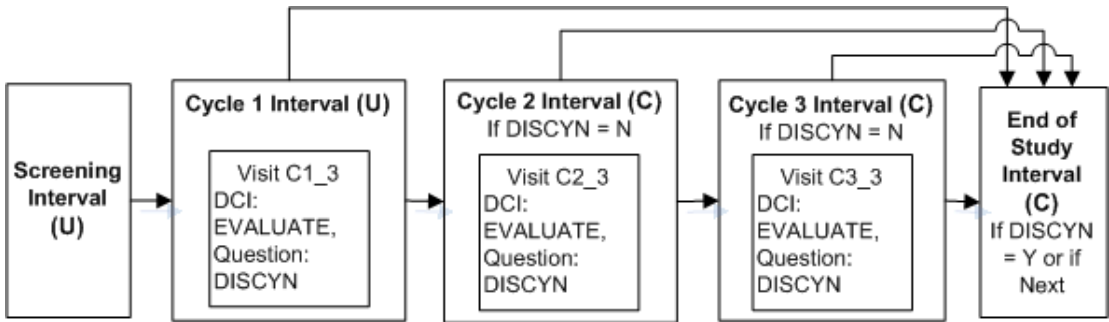 Screening
Interval
(U)
Cycle 1 Interval (U)
Visit C1_3
DCI:
EVALUATE,
Question:
DISCYN
Cycle 2 Interval (C)
If DISCYN = N
Visit C2_3
DCI:
EVALUATE,
Question:
DISCYN
Cycle 3 Interval (C)
If DISCYN = N
Visit C3_3
DCI:
EVALUATE,
Question:
DISCYN
End of
Study
Interval
(C)
If DISCYN
= Y or if
Next